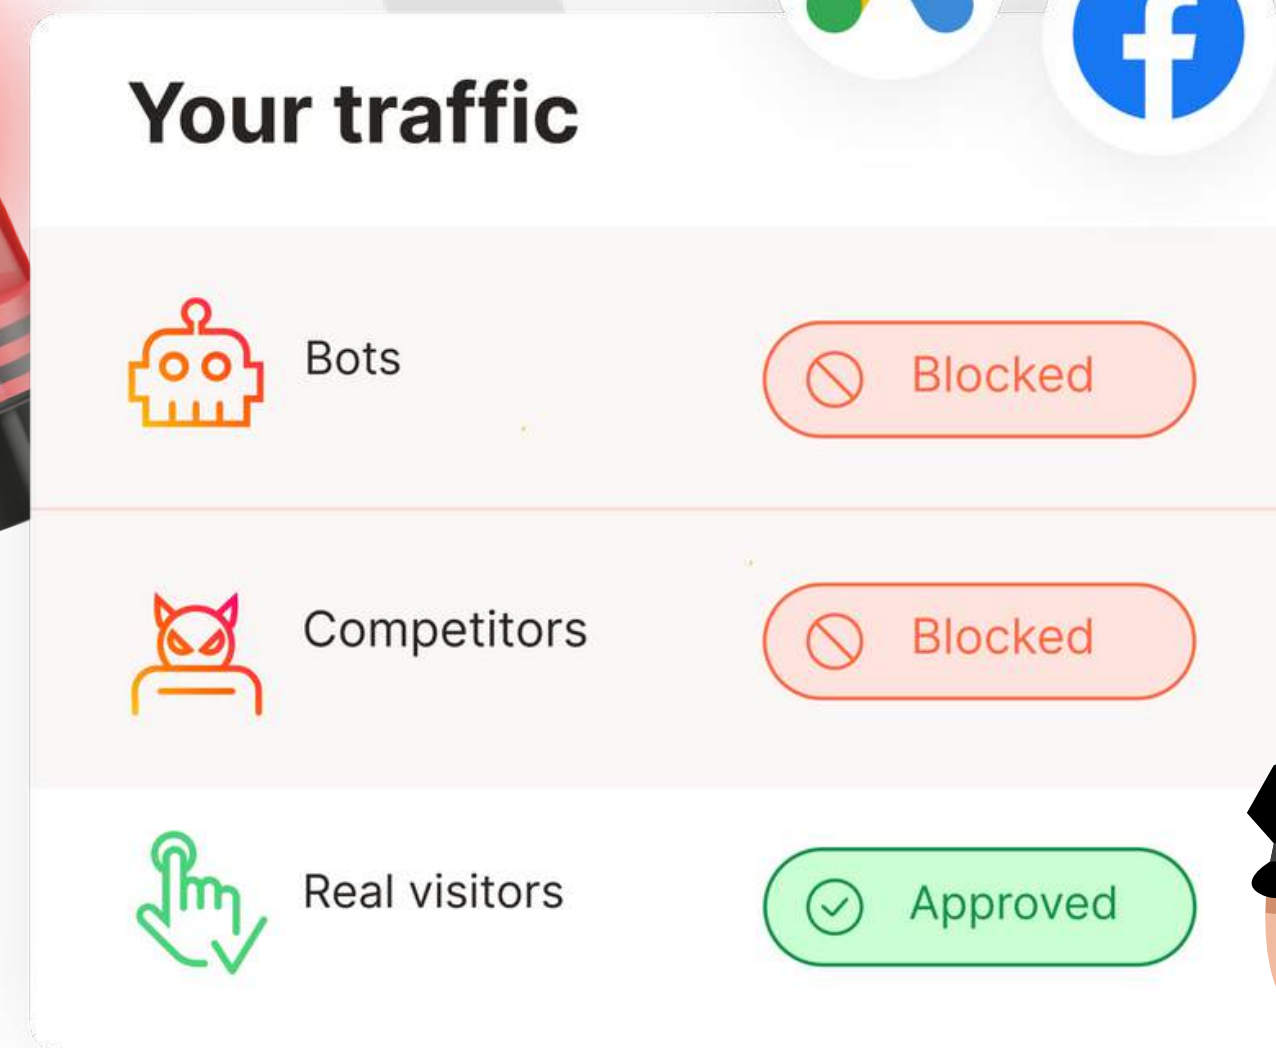 Your traffic
Bots
Blocked
Competitors
Blocked
Real visitors
Approved